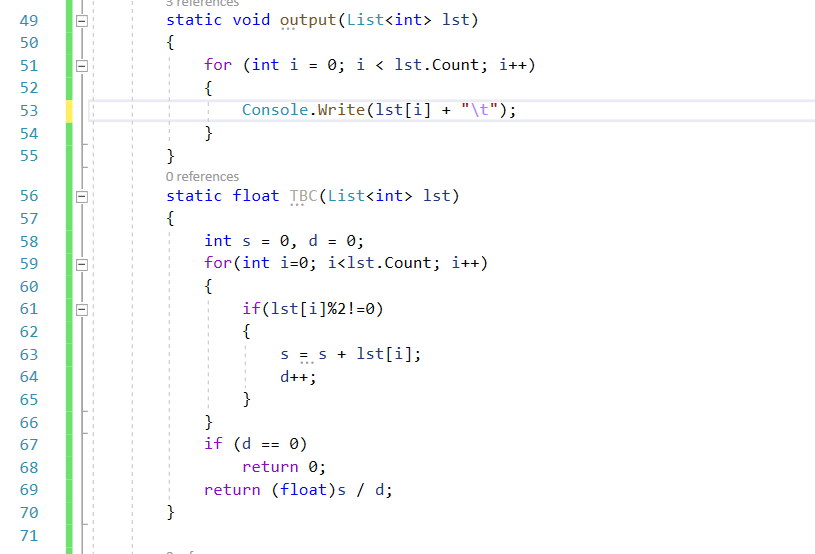 3 references
49 static void output(List<int> lst)
50 {
51 for (int i = 0; i < lst.Count; i++)
52 {
53 Console.Write(lst[i] + "\t");
54 }
55 }
0 references
56 static float TBC(List<int> lst)
57 {
58 int s = 0, d = 0;
59 for(int i=0; i<lst.Count; i++)
60 {
61 if(lst[i]%2!=0)
62 {
63 s = s + lst[i];
64 d++;
65 }
66 }
67 if (d == 0)
68 return 0;
69 return (float)s / d;
70 }
71